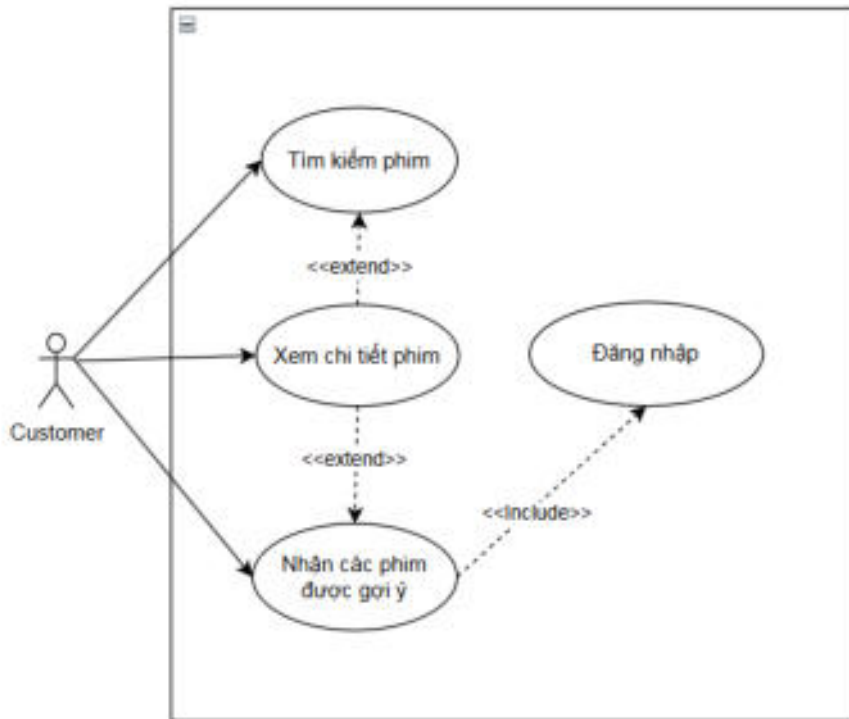 Tìm kiếm phim
<<extend>>
Xem chi tiết phim
Đăng nhập
Customer
<<extend>>
<<Include>>
Nhận các phim
được gợi ý